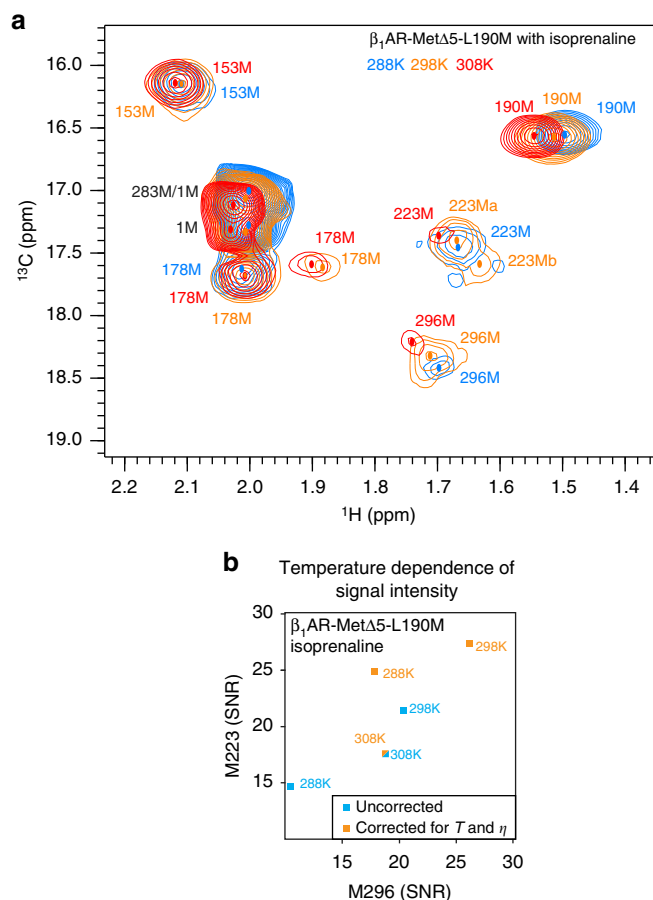 a
β₁AR-MetΔ5-L190M with isoprenaline
288K 298K 308K
16.0
16.5
17.0
17.5
18.0
18.5
19.0
¹³C (ppm)
153M
153M
153M
190M
190M
190M
283M/1M
1M
178M
178M
178M
178M
178M
223M
223Ma
223M
223Mb
296M
296M
296M
2.2 2.1 2.0 1.9 1.8 1.7 1.6 1.5 1.4
¹H (ppm)
b
Temperature dependence of
signal intensity
β₁AR-MetΔ5-L190M
isoprenaline
30
25
20
15
M223 (SNR)
298K
288K
298K
308K
308K
288K
Uncorrected
Corrected for T and η
15 20 25 30
M296 (SNR)